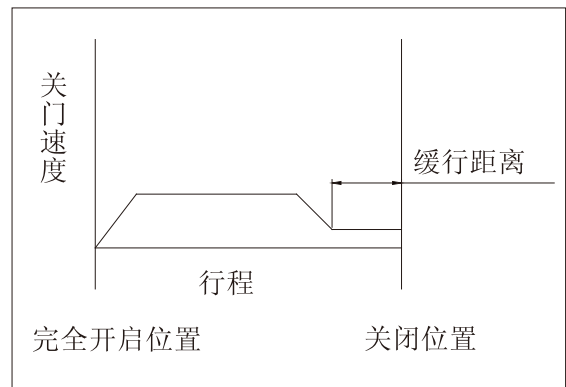 关门速度
缓行距离
行程
完全开启位置
关闭位置